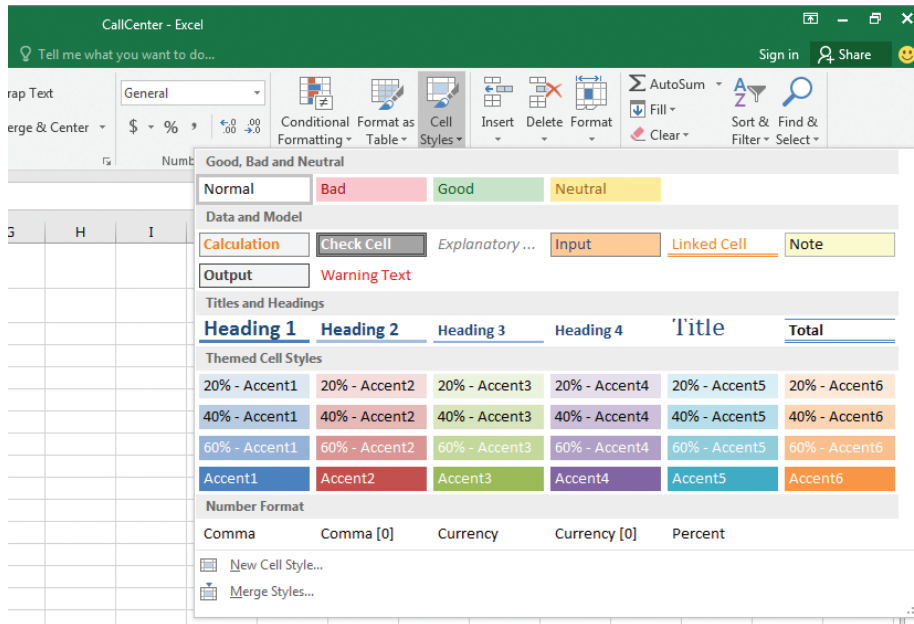 CallCenter - Excel
Tell me what you want to do...
Sign in Share
rap Text General AutoSum
erge & Center $ % , .00 .00 Conditional Format as Cell Insert Delete Format Fill Sort & Find &
Formatting Table Styles Clear Filter Select
Numb
Good, Bad and Neutral
Normal Bad Good Neutral
Data and Model
G H I
Calculation Check Cell Explanatory ... Input Linked Cell Note
Output Warning Text
Titles and Headings
Heading 1 Heading 2 Heading 3 Heading 4 Title Total
Themed Cell Styles
20% - Accent1 20% - Accent2 20% - Accent3 20% - Accent4 20% - Accent5 20% - Accent6
40% - Accent1 40% - Accent2 40% - Accent3 40% - Accent4 40% - Accent5 40% - Accent6
60% - Accent1 60% - Accent2 60% - Accent3 60% - Accent4 60% - Accent5 60% - Accent6
Accent1 Accent2 Accent3 Accent4 Accent5 Accent6
Number Format
Comma Comma [0] Currency Currency [0] Percent
New Cell Style...
Merge Styles...